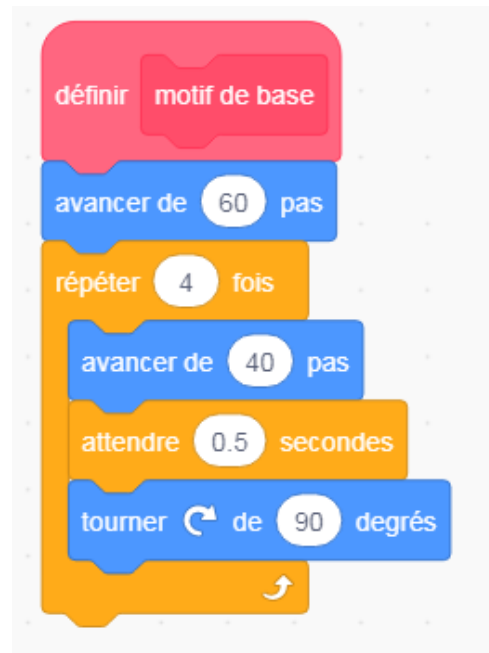 définir motif de base
avancer de 60 pas
répéter 4 fois
avancer de 40 pas
attendre 0.5 secondes
tourner de 90 degrés